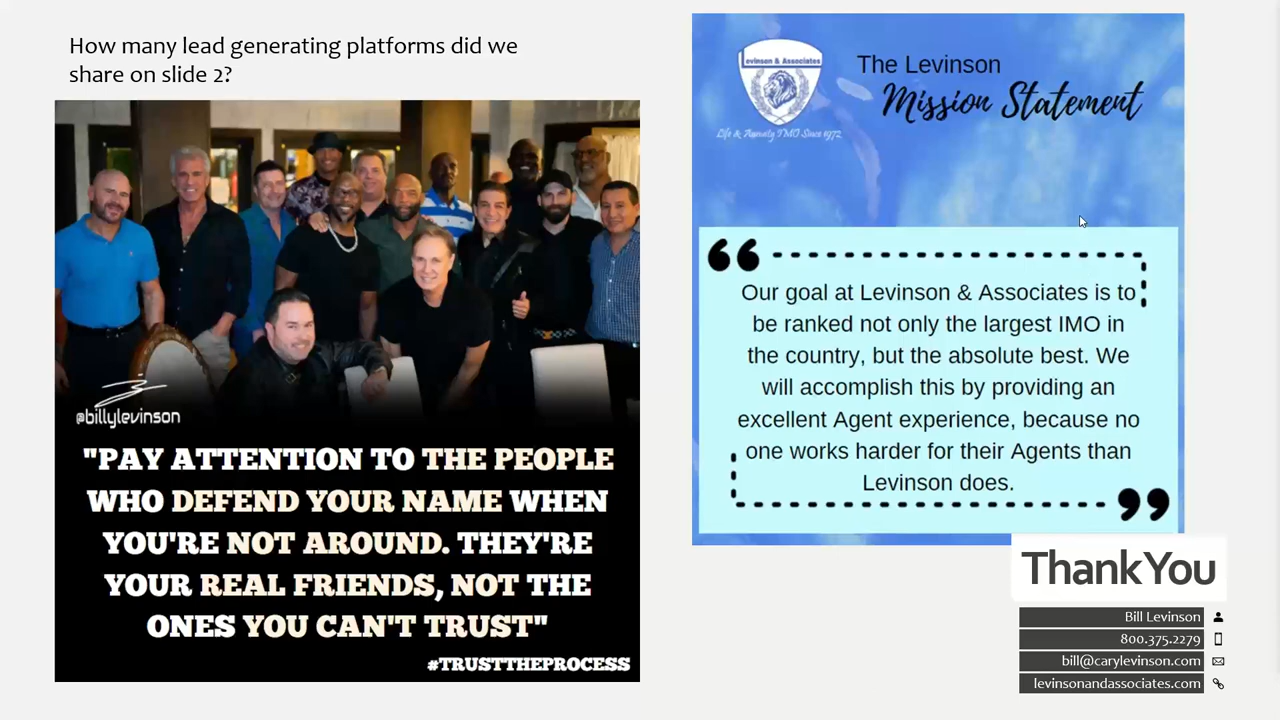 How many lead generating platforms did we
share on slide 2?
@billylevinson
"PAY ATTENTION TO THE PEOPLE
WHO DEFEND YOUR NAME WHEN
YOU'RE NOT AROUND. THEY'RE
YOUR REAL FRIENDS, NOT THE
ONES YOU CAN'T TRUST"
#TRUSTTHEPROCESS
Levinson & Associates
Life & Annuity IMO Since 1972
The Levinson
Mission Statement
Our goal at Levinson & Associates is to
be ranked not only the largest IMO in
the country, but the absolute best. We
will accomplish this by providing an
excellent Agent experience, because no
one works harder for their Agents than
Levinson does.
ThankYou
Bill Levinson
800.375.2279
bill@carylevinson.com
levinsonandassociates.com